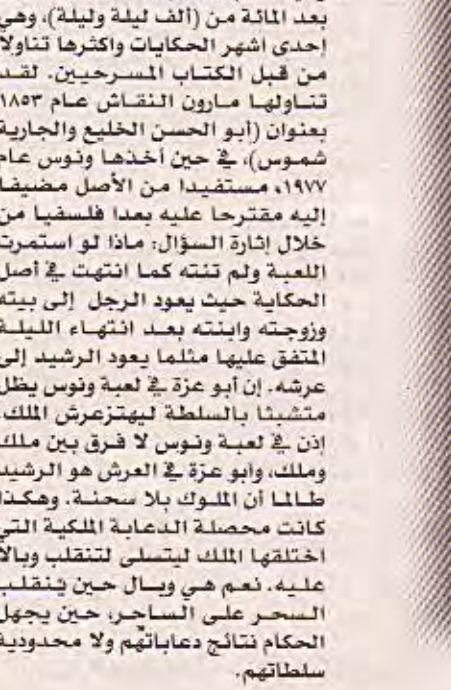 بعد المائة من (ألف ليلة وليلة)، وهي
إحدى اشهر الحكايات واكثرها تناولا
من قبل الكتاب المسرحيين. لقد
تناولها مارون النقاش عام ١٨٥٣
بعنوان (أبو الحسن الخليع والجارية
شموس)، في حين أخذها ونوس عام
١٩٧٧، مستفيدا من الأصل مضيفا
إليه مقترحا عليه بعدا فلسفيا من
خلال إثارة السؤال: ماذا لو استمرت
اللعبة ولم تنته كما انتهت في أصل
الحكاية حيث يعود الرجل إلى بيته
وزوجته وابنته بعد انتهاء الليلة
المتفق عليها مثلما يعود الرشيد إلى
عرشه. إن أبو عزة في لعبة ونوس يظل
متشبثا بالسلطة ليهتزعرش الملك.
إذن في لعبة ونوس لا فرق بين ملك
وملك، وابو عزة في العرش هو الرشيد
طالما أن الملوك بلا سحنة. وهكذا
كانت محصلة الدعابة الملكية التي
اختلقها الملك ليتسلى لتنقلب وبالا
عليه. نعم هي وبال حين ينقلب
السحر على الساحر، حين يجهل
الحكام نتائج دعاباتهم ولا محدودية
سلطاتهم.